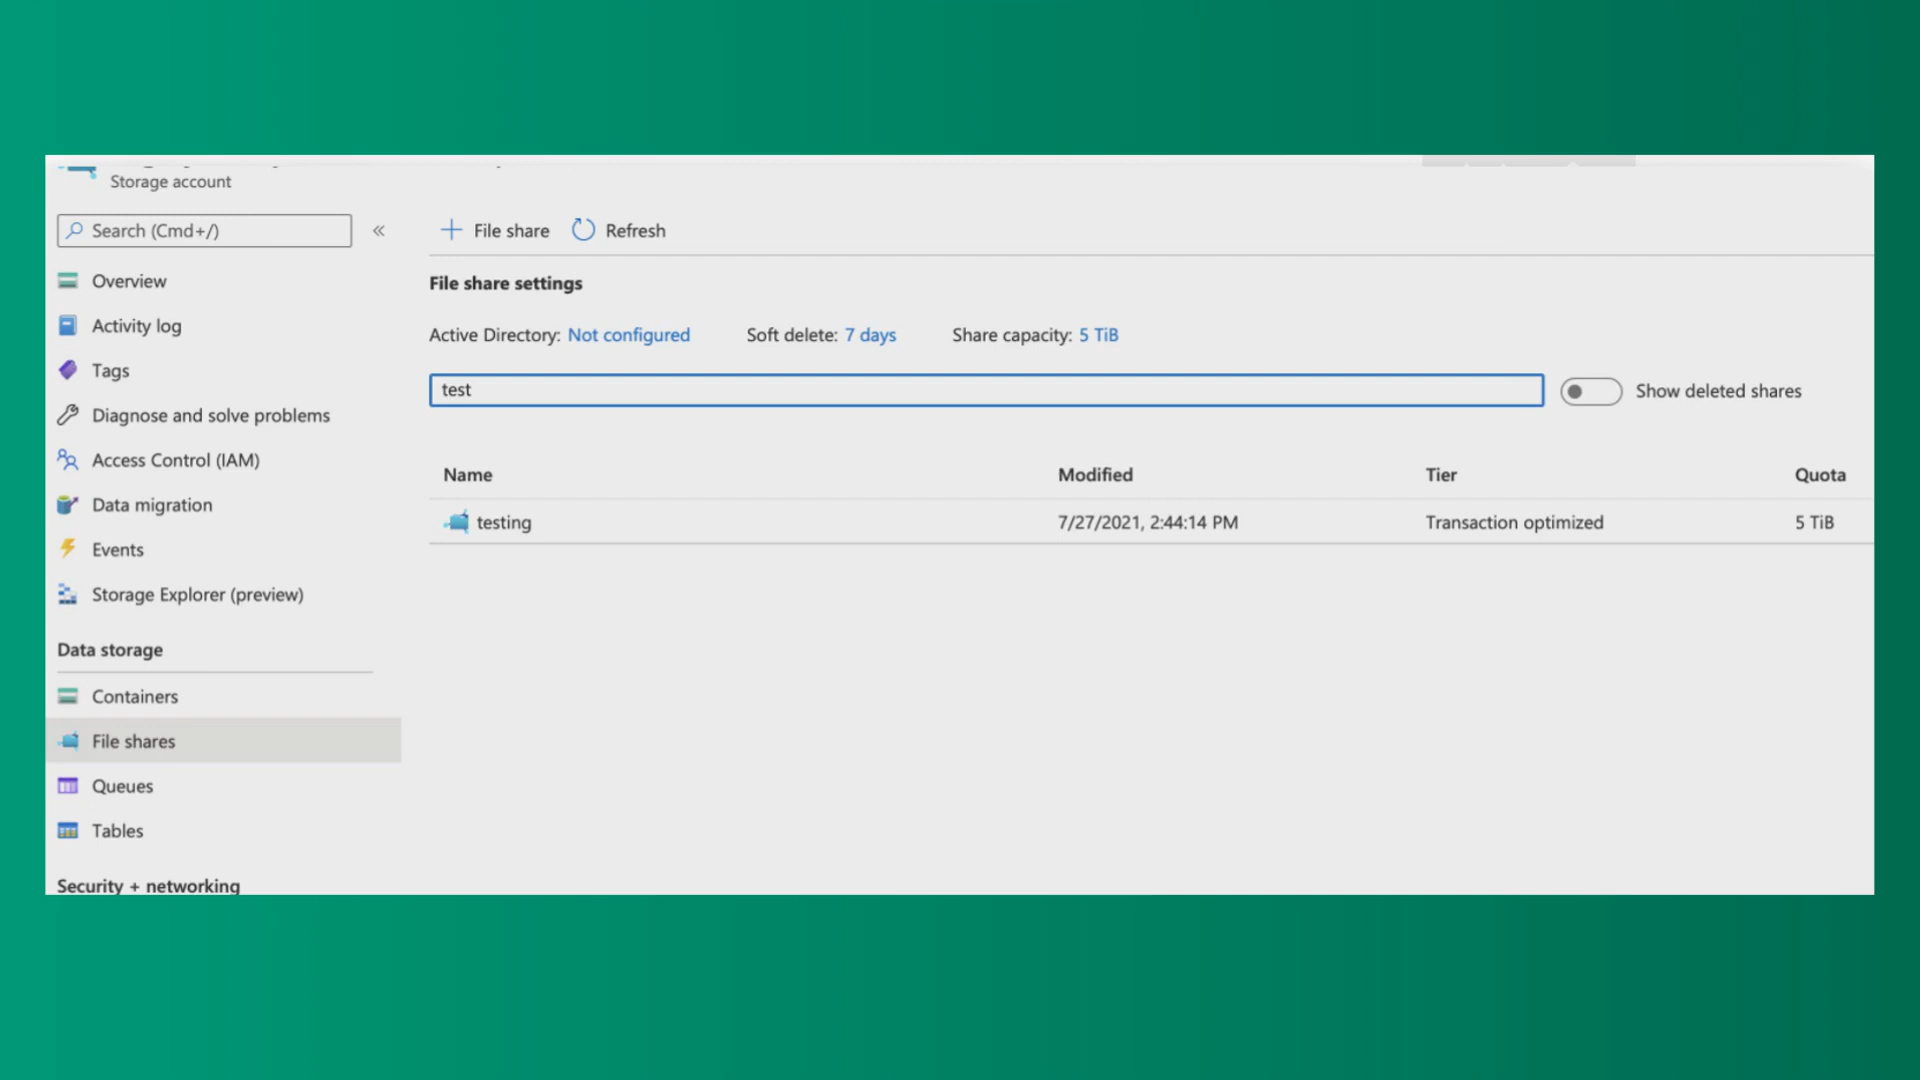 Storage account
Search (Cmd+/)
«
File share
Refresh
Overview
Activity log
Tags
Diagnose and solve problems
Access Control (IAM)
Data migration
Events
Storage Explorer (preview)
Data storage
Containers
File shares
Queues
Tables
Security + networking
File share settings
Active Directory: Not configured
Soft delete: 7 days
Share capacity: 5 TiB
test
Show deleted shares
Name Modified Tier Quota
testing 7/27/2021, 2:44:14 PM Transaction optimized 5 TiB